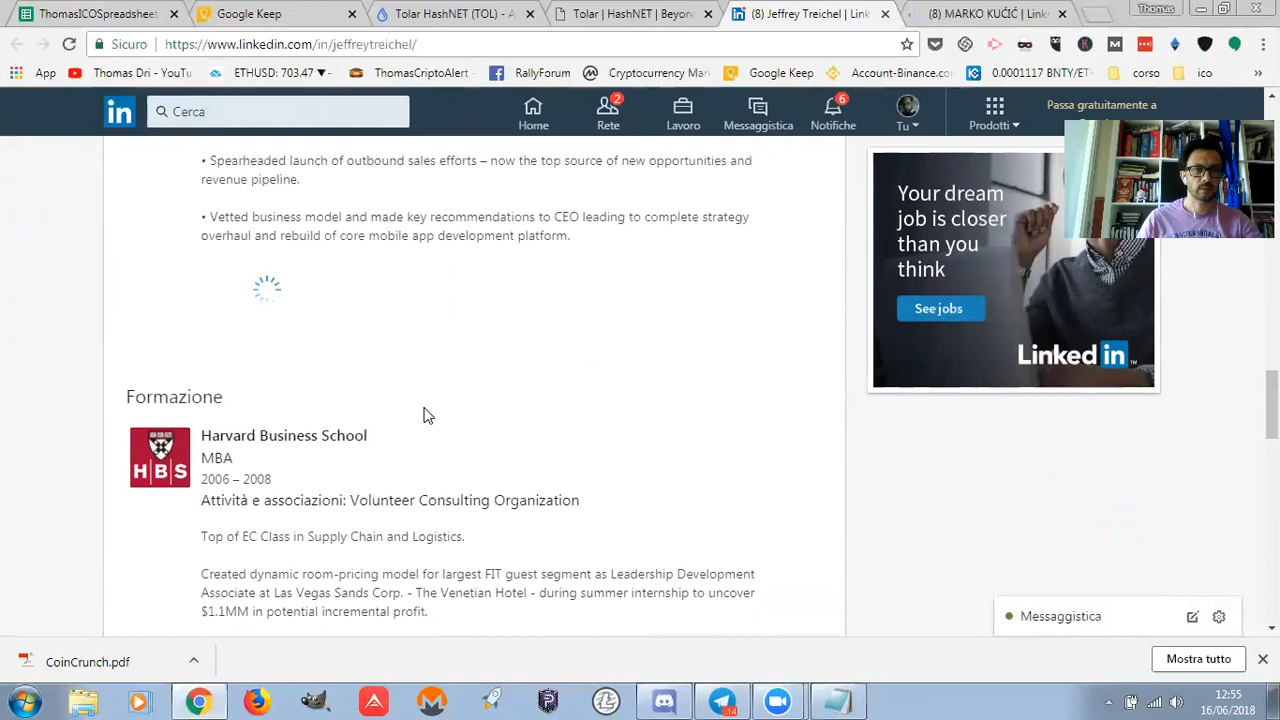 ThomasICOSpreadsheet
Google Keep
Tolar HashNET (TOL) - A
Tolar | HashNET | Beyon
(8) Jeffrey Treichel | Link
(8) MARKO KUČIĆ | Link
Thomas
Sicuro
https://www.linkedin.com/in/jeffreytreichel/
App
Thomas Dri - YouTu
ETHUSD: 703.47
ThomasCriptoAlert
RallyForum
Cryptocurrency Mar
Google Keep
Account-Binance.co
0.0001117 BNTY/ET
corso
ico
in
Cerca
Home
2
Rete
Lavoro
Messaggistica
6
Notifiche
Tu
Prodotti
Passa gratuitamente a
• Spearheaded launch of outbound sales efforts – now the top source of new opportunities and
revenue pipeline.
• Vetted business model and made key recommendations to CEO leading to complete strategy
overhaul and rebuild of core mobile app development platform.
Formazione
H B S
Harvard Business School
MBA
2006 – 2008
Attività e associazioni: Volunteer Consulting Organization
Top of EC Class in Supply Chain and Logistics.
Created dynamic room-pricing model for largest FIT guest segment as Leadership Development
Associate at Las Vegas Sands Corp. - The Venetian Hotel - during summer internship to uncover
$1.1MM in potential incremental profit.
Your dream
job is closer
than you
think
See jobs
Linked in
Messaggistica
CoinCrunch.pdf
Mostra tutto
14
12:55
16/06/2018